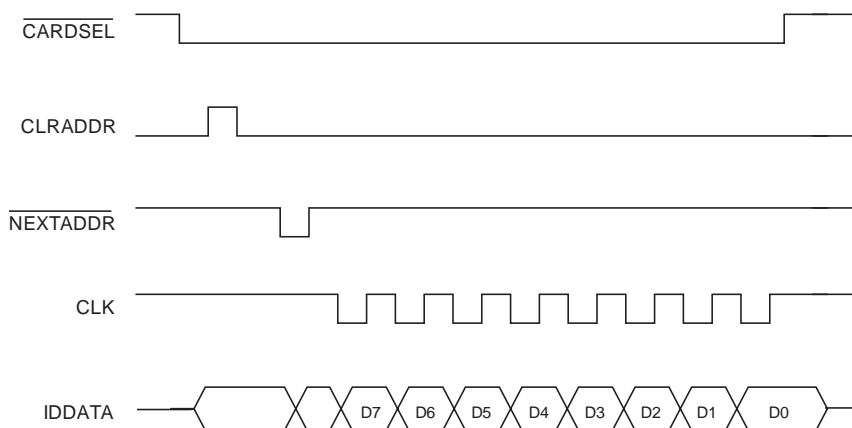 CARDSEL
CLRADDR
NEXTADDR
CLK
IDDATA D7 D6 D5 D4 D3 D2 D1 D0